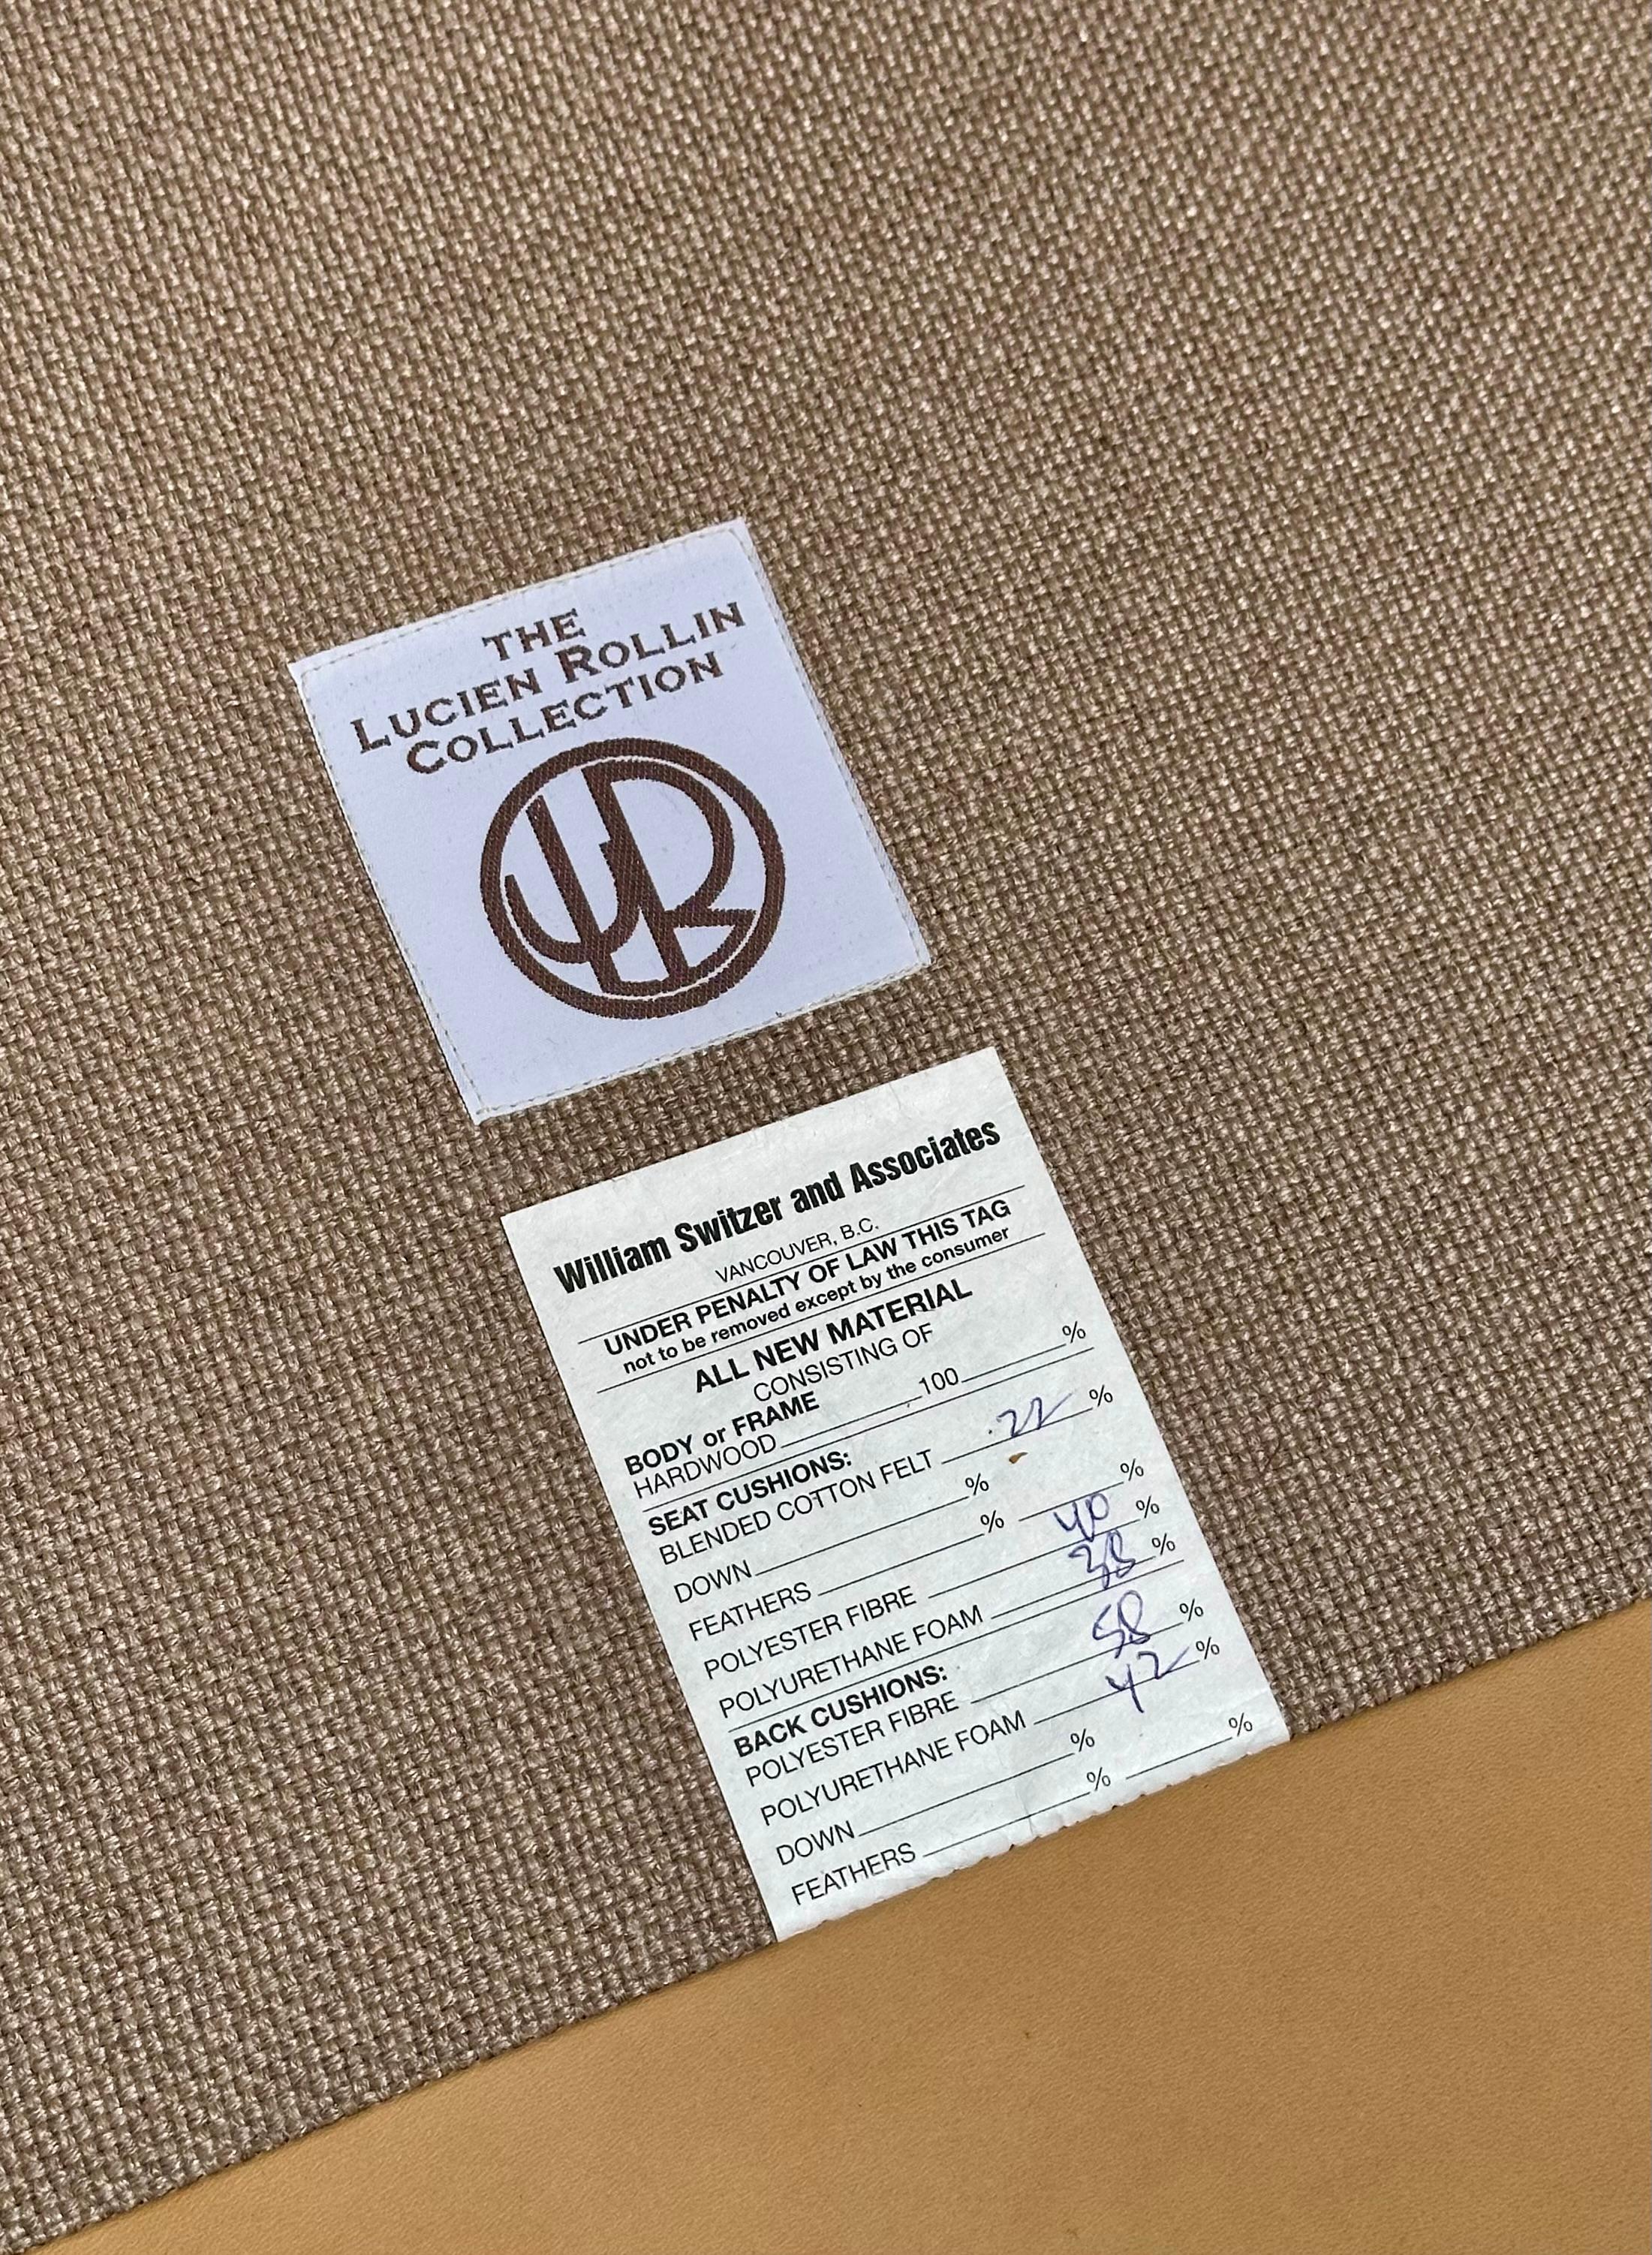 THE
LUCIEN ROLLIN
COLLECTION
William Switzer and Associates
VANCOUVER, B.C.
UNDER PENALTY OF LAW THIS TAG
not to be removed except by the consumer
ALL NEW MATERIAL
CONSISTING OF
BODY or FRAME
HARDWOOD 100 %
SEAT CUSHIONS:
BLENDED COTTON FELT 22 %
DOWN %
FEATHERS % %
POLYESTER FIBRE 40 %
POLYURETHANE FOAM 38 %
BACK CUSHIONS:
POLYESTER FIBRE 58 %
POLYURETHANE FOAM 42 %
DOWN %
FEATHERS % %